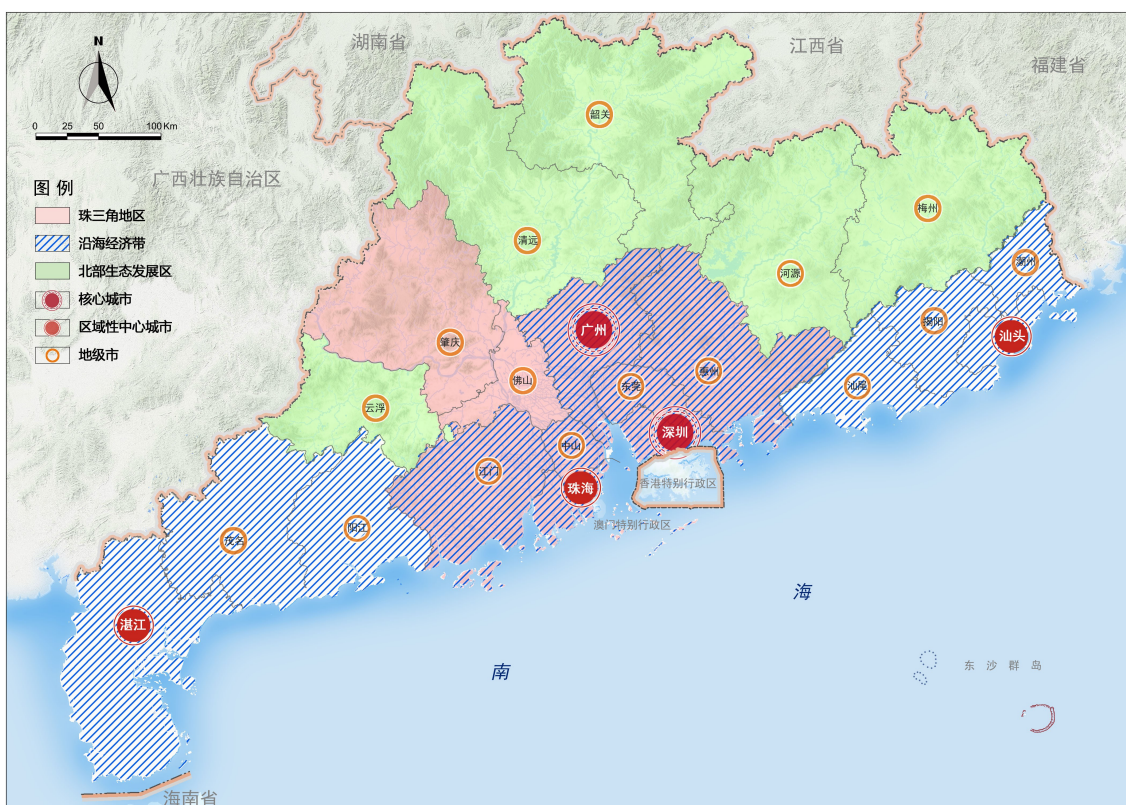 湖南省
江西省
福建省
N
0 25 50 100 Km
广西壮族自治区
图 例
珠三角地区
沿海经济带
北部生态发展区
核心城市
区域性中心城市
地级市
韶关
梅州
清远
河源
潮州
揭阳
汕头
广州
肇庆
佛山
东莞
惠州
汕尾
云浮
深圳
中山
江门
珠海
香港特别行政区
澳门特别行政区
阳江
茂名
湛江
海
南
东 沙 群 岛
海南省